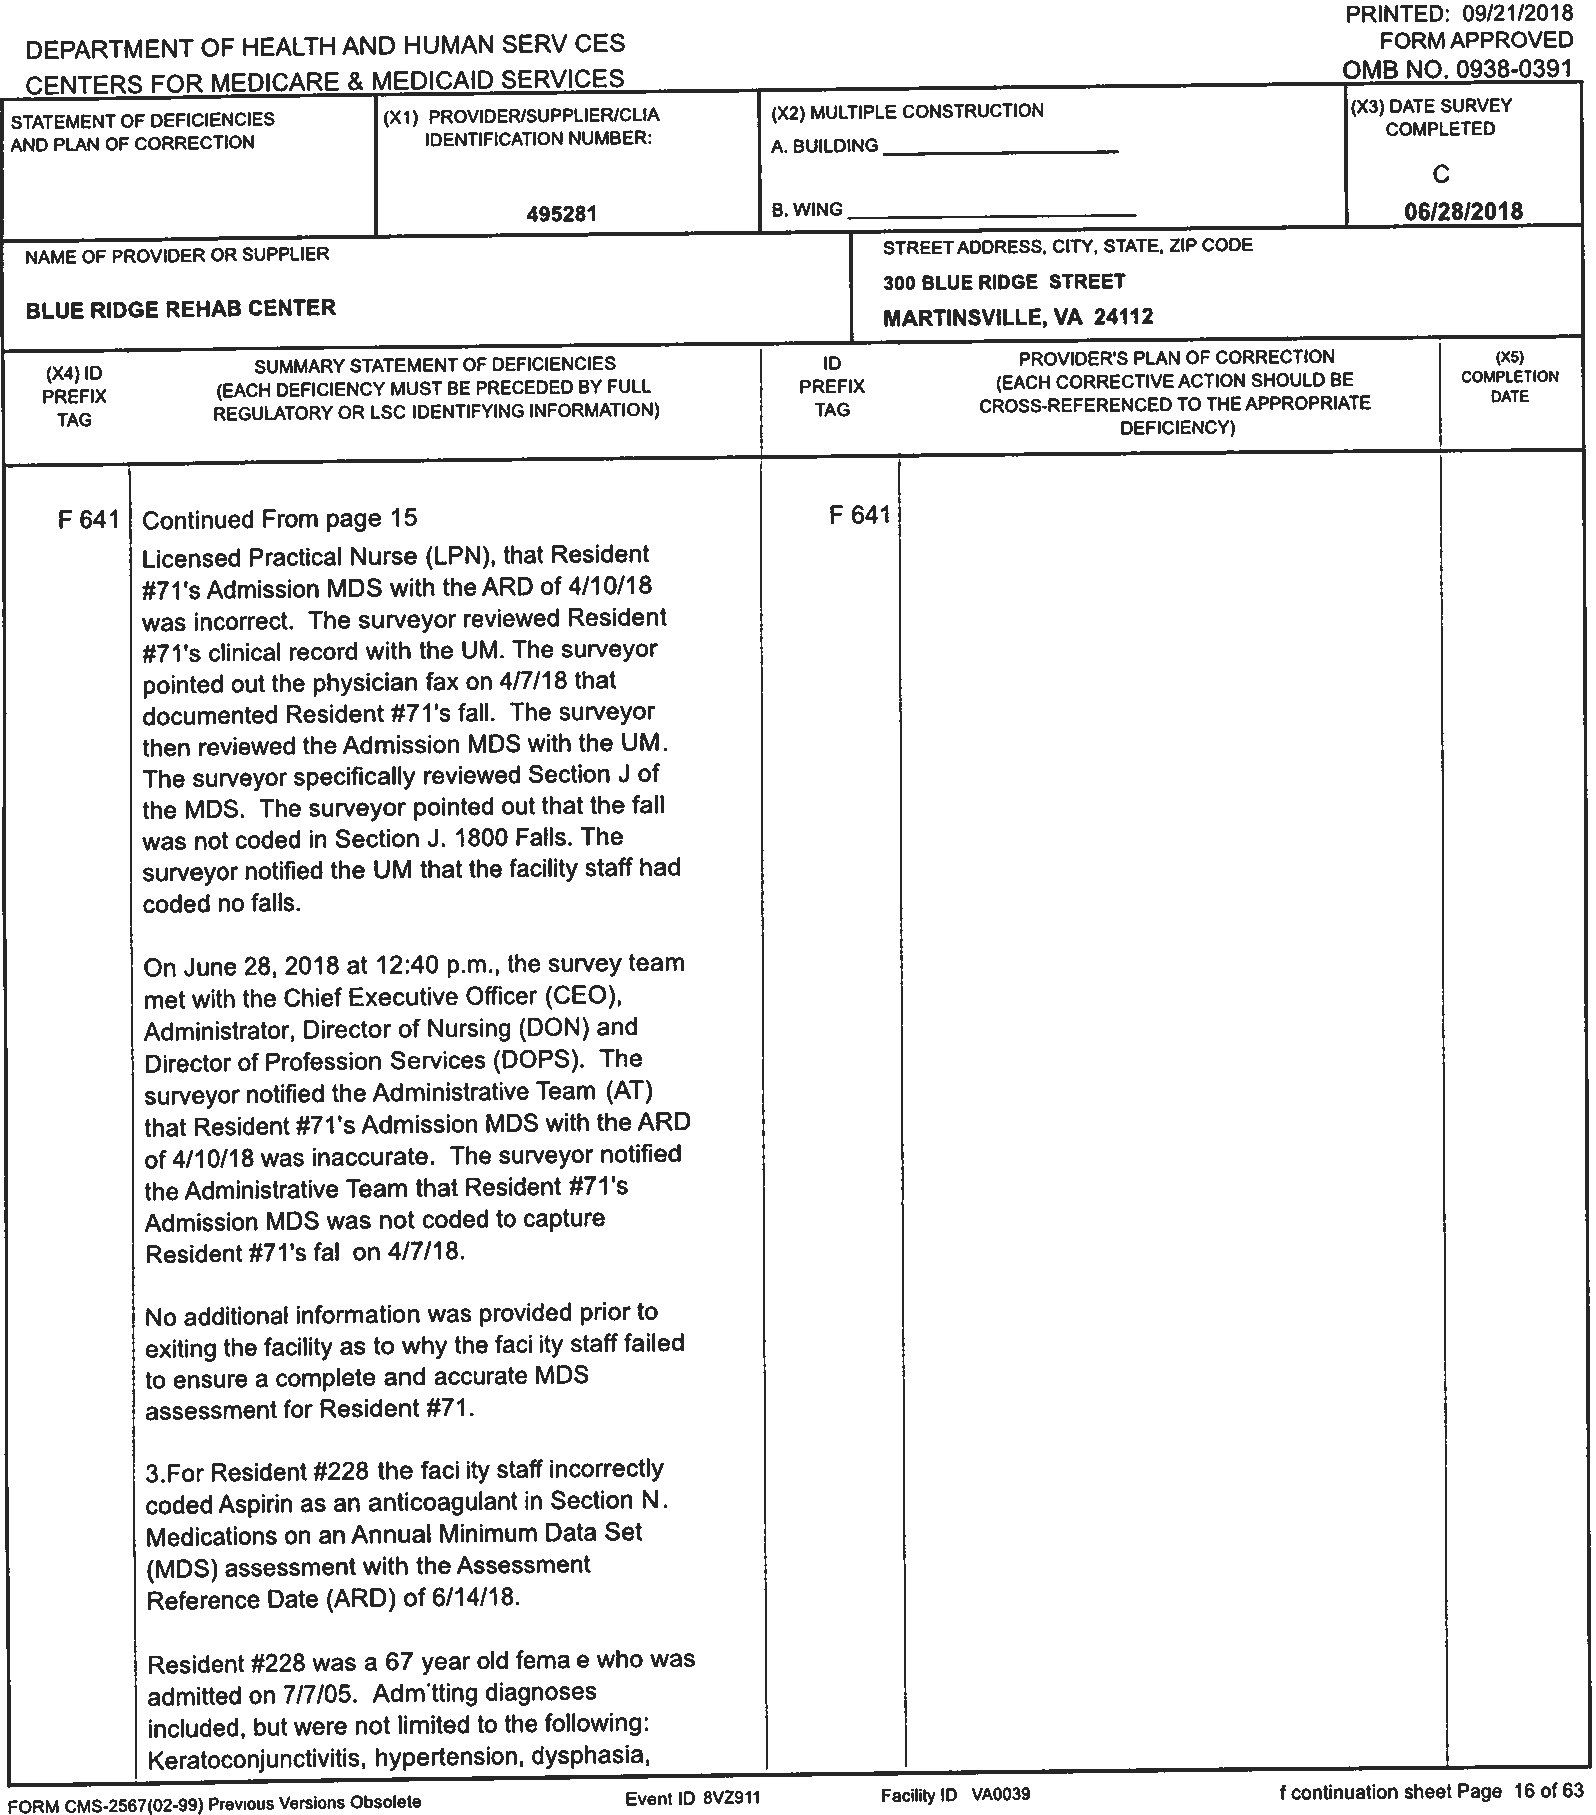 PRINTED: 09/21/2018
DEPARTMENT OF HEALTH AND HUMAN SERV CES
FORM APPROVED
CENTERS FOR MEDICARE & MEDICAID SERVICES
OMB NO. 0938-0391
STATEMENT OF DEFICIENCIES
AND PLAN OF CORRECTION
(X1) PROVIDER/SUPPLIER/CLIA
IDENTIFICATION NUMBER:
495281
(X2) MULTIPLE CONSTRUCTION
A. BUILDING
B. WING
(X3) DATE SURVEY
COMPLETED
C
06/28/2018
NAME OF PROVIDER OR SUPPLIER
BLUE RIDGE REHAB CENTER
STREET ADDRESS, CITY, STATE, ZIP CODE
300 BLUE RIDGE STREET
MARTINSVILLE, VA 24112
(X4) ID
PREFIX
TAG
SUMMARY STATEMENT OF DEFICIENCIES
(EACH DEFICIENCY MUST BE PRECEDED BY FULL
REGULATORY OR LSC IDENTIFYING INFORMATION)
ID
PREFIX
TAG
PROVIDER'S PLAN OF CORRECTION
(EACH CORRECTIVE ACTION SHOULD BE
CROSS-REFERENCED TO THE APPROPRIATE
DEFICIENCY)
(X5)
COMPLETION
DATE
F 641
Continued From page 15
F 641
Licensed Practical Nurse (LPN), that Resident
#71's Admission MDS with the ARD of 4/10/18
was incorrect. The surveyor reviewed Resident
#71's clinical record with the UM. The surveyor
pointed out the physician fax on 4/7/18 that
documented Resident #71's fall. The surveyor
then reviewed the Admission MDS with the UM.
The surveyor specifically reviewed Section J of
the MDS. The surveyor pointed out that the fall
was not coded in Section J. 1800 Falls. The
surveyor notified the UM that the facility staff had
coded no falls.
On June 28, 2018 at 12:40 p.m., the survey team
met with the Chief Executive Officer (CEO),
Administrator, Director of Nursing (DON) and
Director of Profession Services (DOPS). The
surveyor notified the Administrative Team (AT)
that Resident #71's Admission MDS with the ARD
of 4/10/18 was inaccurate. The surveyor notified
the Administrative Team that Resident #71's
Admission MDS was not coded to capture
Resident #71's fal on 4/7/18.
No additional information was provided prior to
exiting the facility as to why the faci ity staff failed
to ensure a complete and accurate MDS
assessment for Resident #71.
3.For Resident #228 the faci ity staff incorrectly
coded Aspirin as an anticoagulant in Section N.
Medications on an Annual Minimum Data Set
(MDS) assessment with the Assessment
Reference Date (ARD) of 6/14/18.
Resident #228 was a 67 year old fema e who was
admitted on 7/7/05. Adm'tting diagnoses
included, but were not limited to the following:
Keratoconjunctivitis, hypertension, dysphasia,
FORM CMS-2567(02-99) Previous Versions Obsolete
Event ID 8VZ911
Facility ID VA0039
f continuation sheet Page 16 of 63